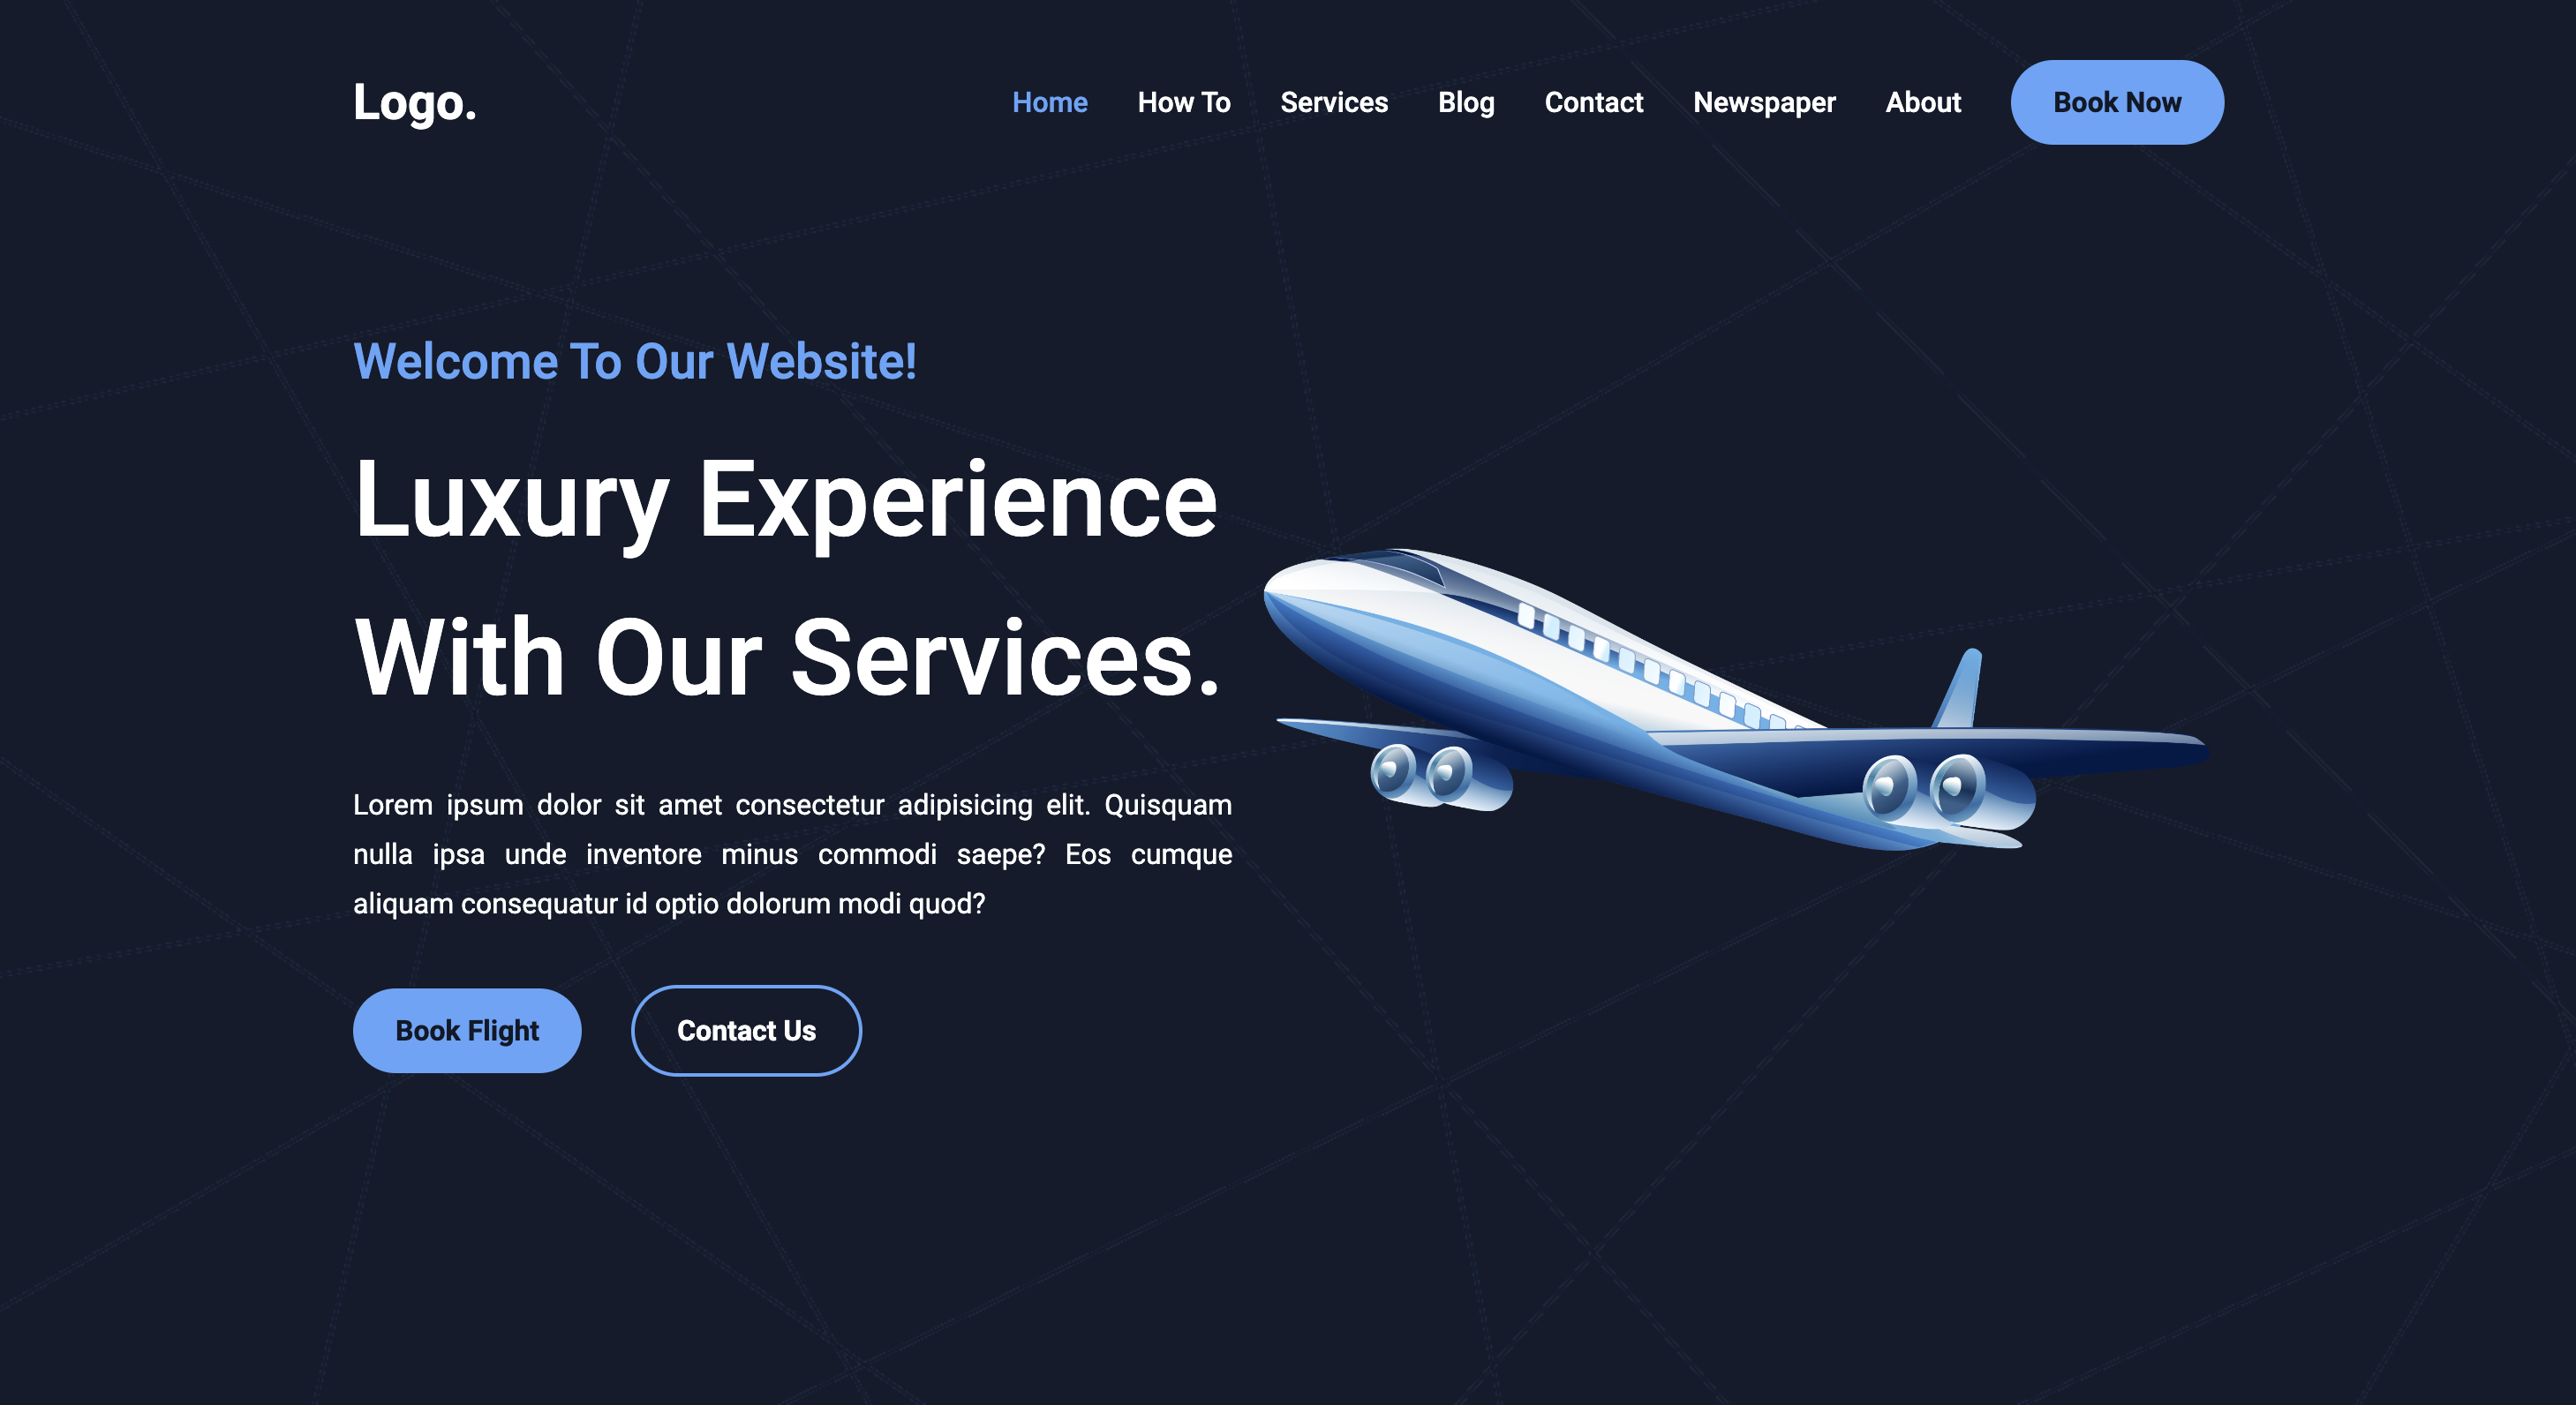 Logo.
Home How To Services Blog Contact Newspaper About Book Now
Welcome To Our Website!
Luxury Experience
With Our Services.
Lorem ipsum dolor sit amet consectetur adipisicing elit. Quisquam
nulla ipsa unde inventore minus commodi saepe? Eos cumque
aliquam consequatur id optio dolorum modi quod?
Book Flight Contact Us